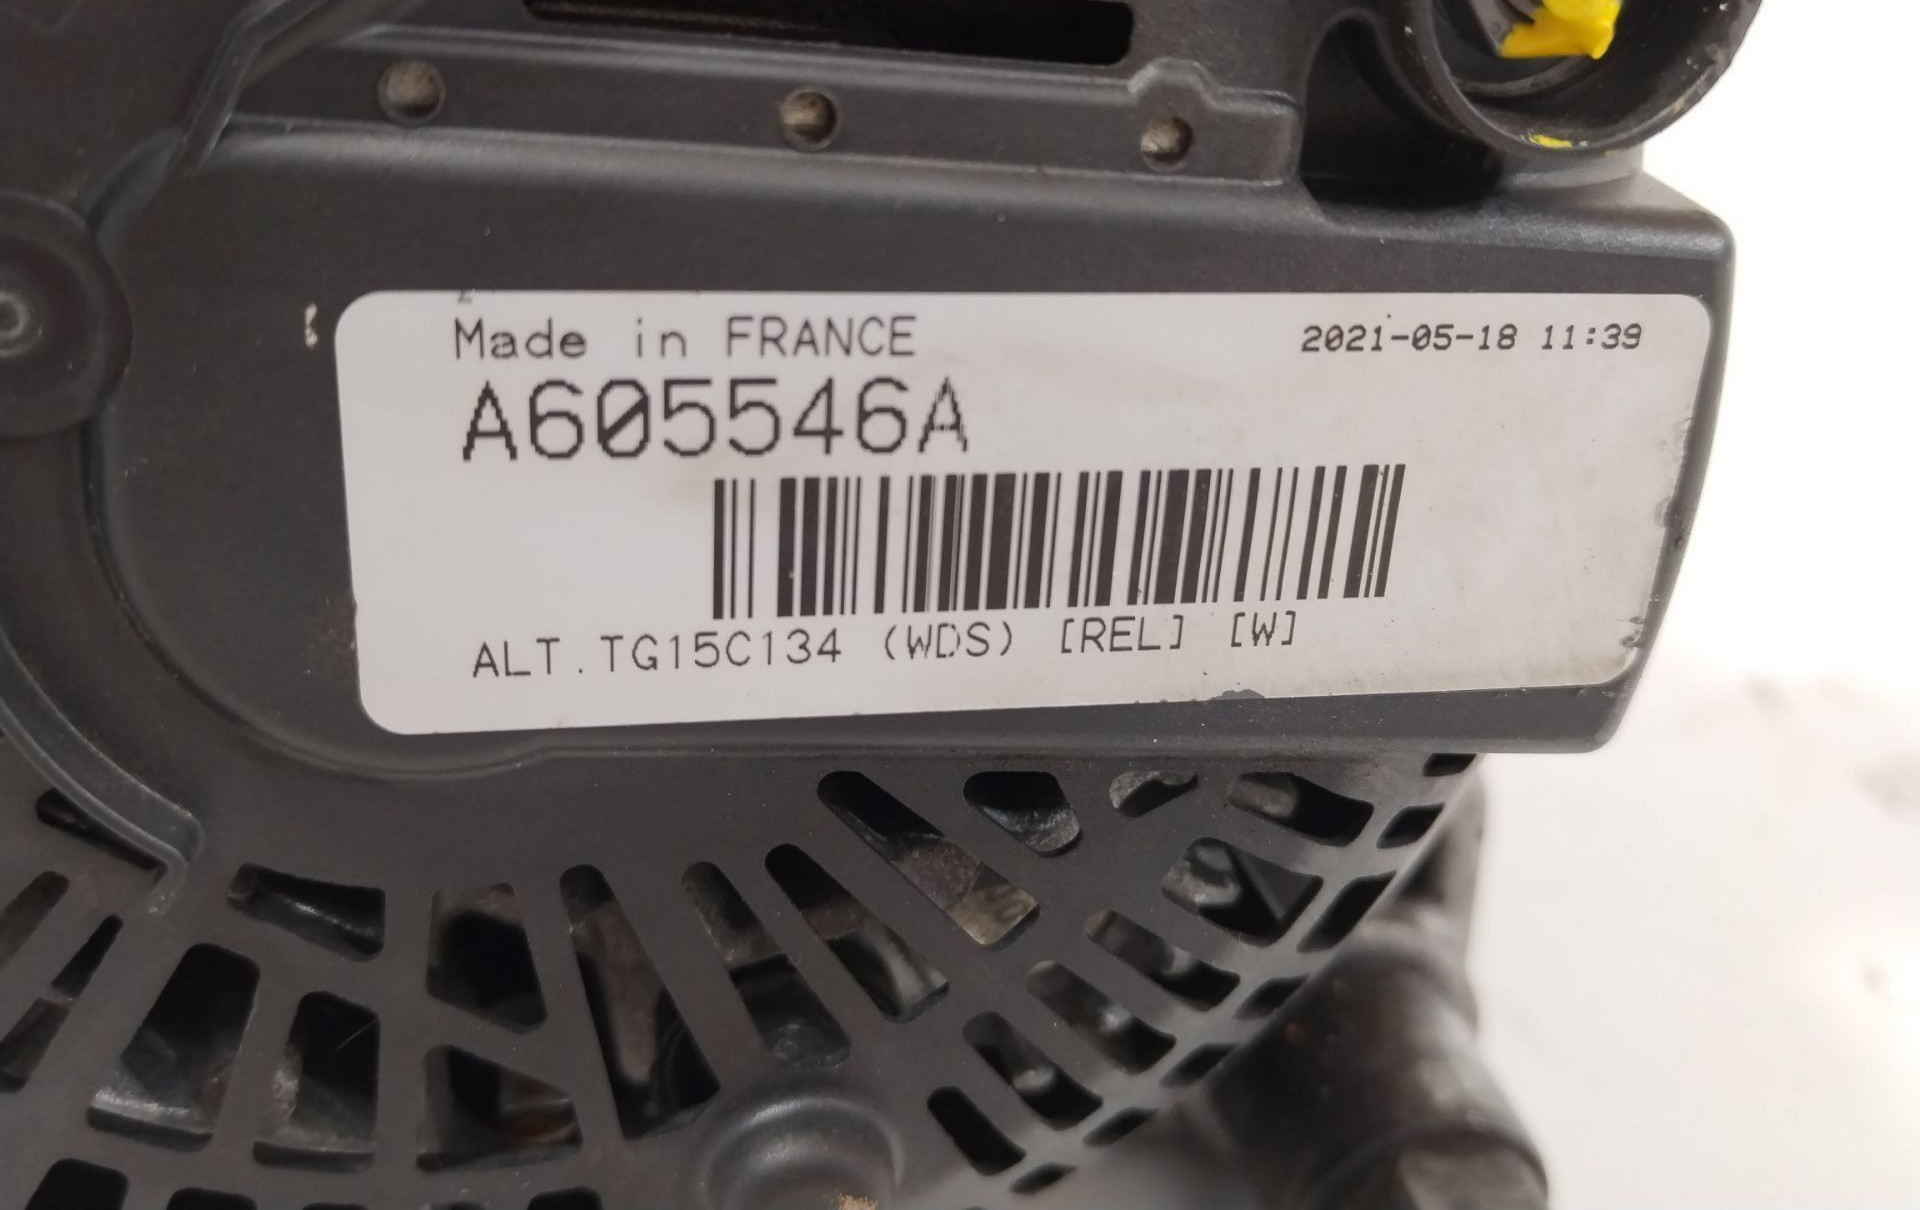 Made in FRANCE 2021-05-18 11:39
A605546A
ALT.TG15C134 (WDS) [REL] [W]